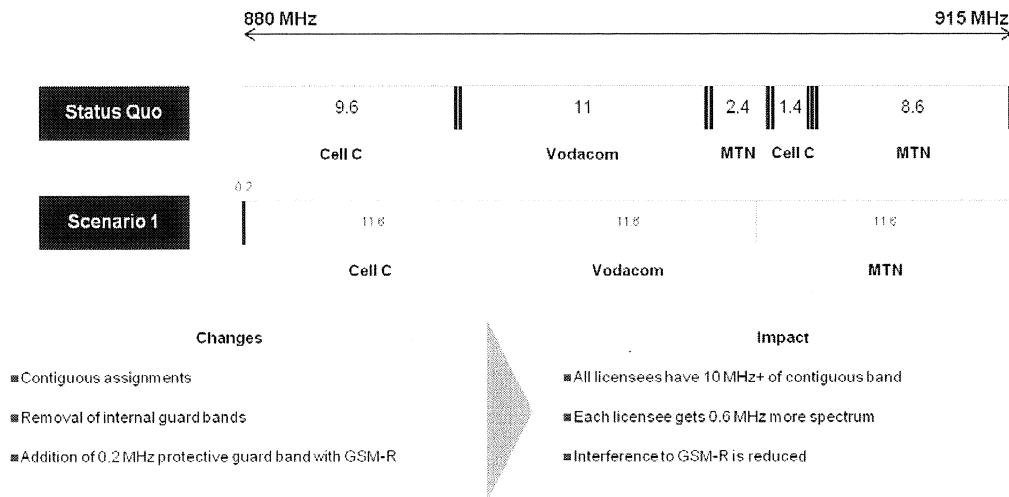 880 MHz 915 MHz
Status Quo 9.6 11 2.4 1.4 8.6
Cell C Vodacom MTN Cell C MTN
0.2
Scenario 1 11.6 11.6 11.6
Cell C Vodacom MTN
Changes Impact
Contiguous assignments
Removal of internal guard bands
Addition of 0.2 MHz protective guard band with GSM-R
All licensees have 10 MHz+ of contiguous band
Each licensee gets 0.6 MHz more spectrum
Interference to GSM-R is reduced